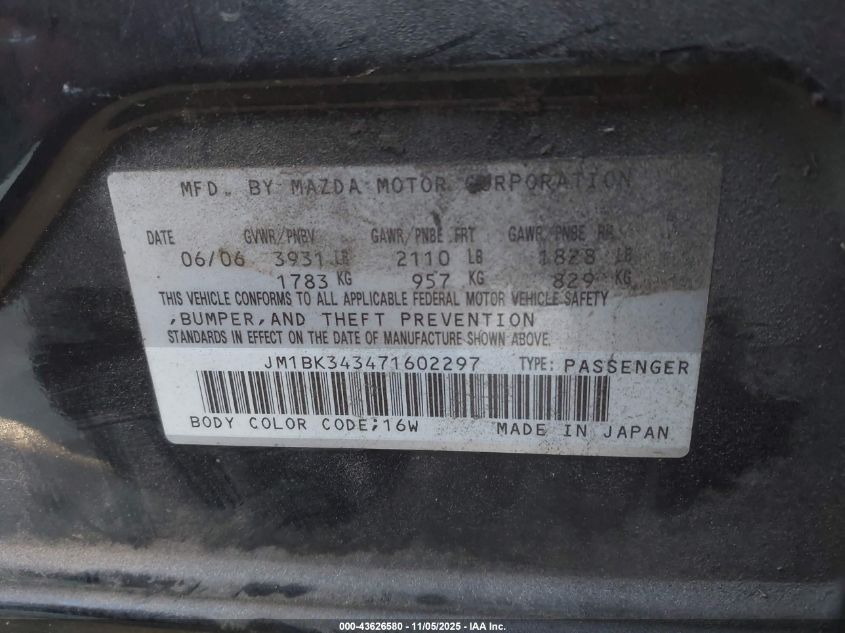 MFD. BY MAZDA MOTOR CORPORATION
DATE GVWR/PNBV GAWR/PNBE FRT GAWR/PNBE RR
06/06 3931 LB 2110 LB 1828 LB
1783 KG 957 KG 829 KG
THIS VEHICLE CONFORMS TO ALL APPLICABLE FEDERAL MOTOR VEHICLE SAFETY
,BUMPER,AND THEFT PREVENTION
STANDARDS IN EFFECT ON THE DATE OF MANUFACTURE SHOWN ABOVE.
JM1BK343471602297 TYPE: PASSENGER
BODY COLOR CODE;16W MADE IN JAPAN
000-43626580 - 11/05/2025 - IAA Inc.